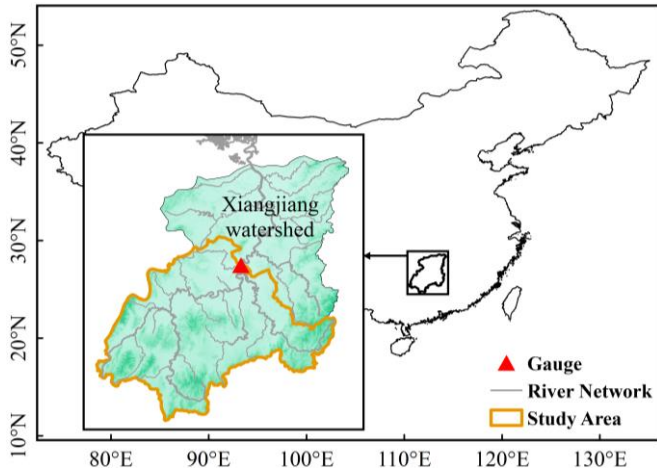 50°N
40°N
30°N
20°N
10°N
Xiangjiang
watershed
Gauge
River Network
Study Area
80°E
90°E
100°E
110°E
120°E
130°E